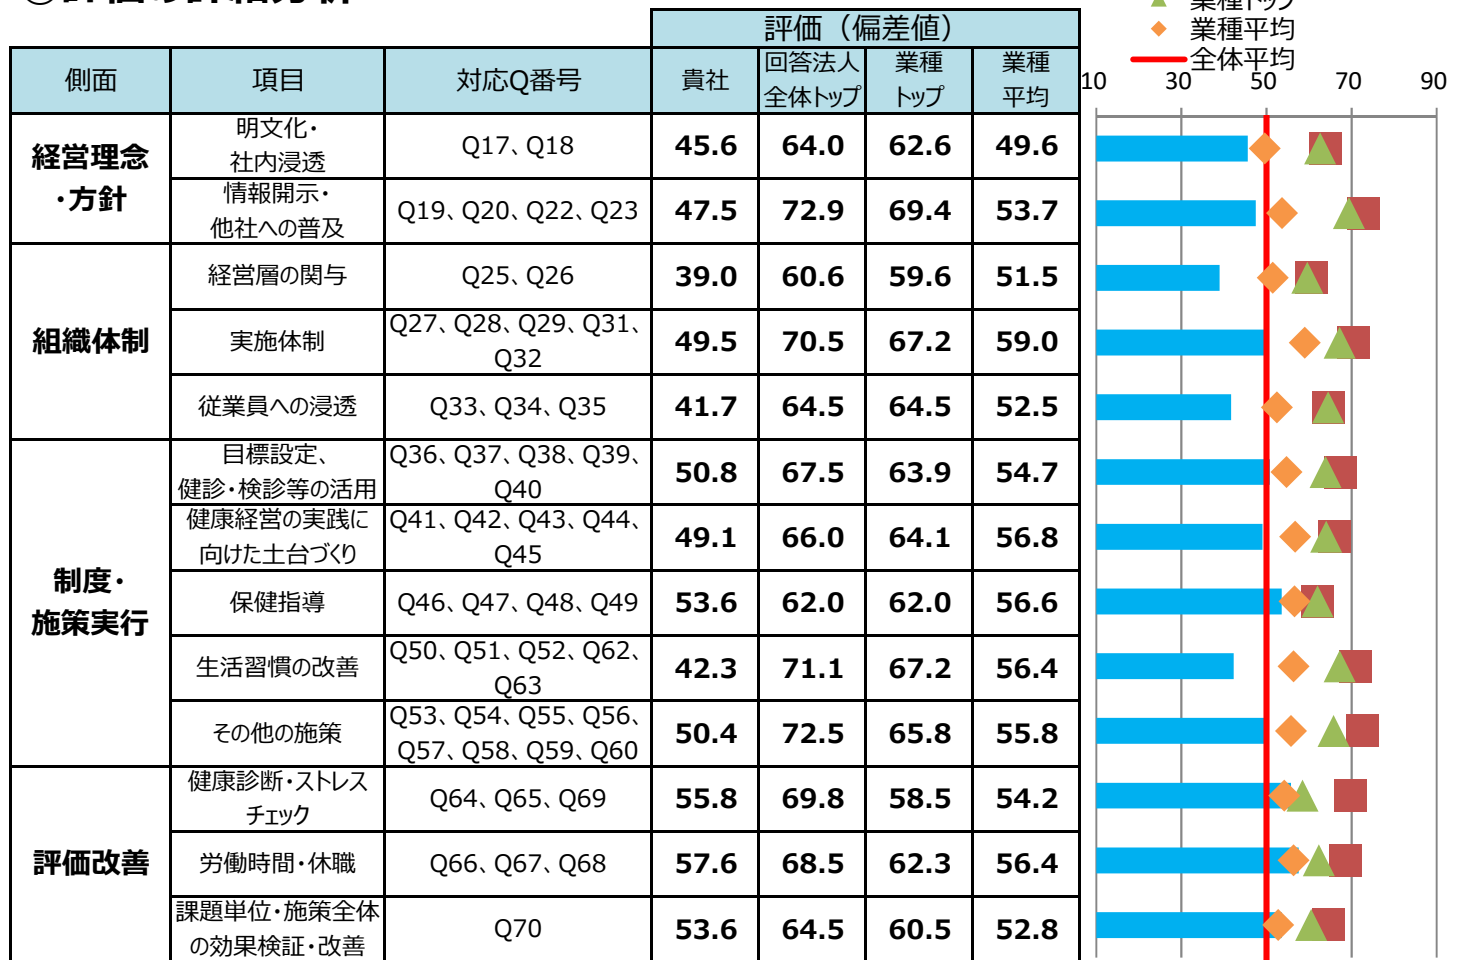 ②評価の詳細分析
業種トップ
業種平均
全体平均
評価（偏差値）
側面 項目 対応Q番号 貴社 回答法人 業種 業種
全体トップ トップ 平均
10 30 50 70 90
経営理念
・方針
明文化・
社内浸透
Q17、Q18 45.6 64.0 62.6 49.6
情報開示・
他社への普及
Q19、Q20、Q22、Q23 47.5 72.9 69.4 53.7
組織体制
経営層の関与 Q25、Q26 39.0 60.6 59.6 51.5
実施体制
Q27、Q28、Q29、Q31、
Q32
49.5 70.5 67.2 59.0
従業員への浸透 Q33、Q34、Q35 41.7 64.5 64.5 52.5
制度・
施策実行
目標設定、
健診・検診等の活用
Q36、Q37、Q38、Q39、
Q40
50.8 67.5 63.9 54.7
健康経営の実践に
向けた土台づくり
Q41、Q42、Q43、Q44、
Q45
49.1 66.0 64.1 56.8
保健指導 Q46、Q47、Q48、Q49 53.6 62.0 62.0 56.6
生活習慣の改善
Q50、Q51、Q52、Q62、
Q63
42.3 71.1 67.2 56.4
その他の施策
Q53、Q54、Q55、Q56、
Q57、Q58、Q59、Q60
50.4 72.5 65.8 55.8
評価改善
健康診断・ストレス
チェック
Q64、Q65、Q69 55.8 69.8 58.5 54.2
労働時間・休職 Q66、Q67、Q68 57.6 68.5 62.3 56.4
課題単位・施策全体
の効果検証・改善
Q70 53.6 64.5 60.5 52.8